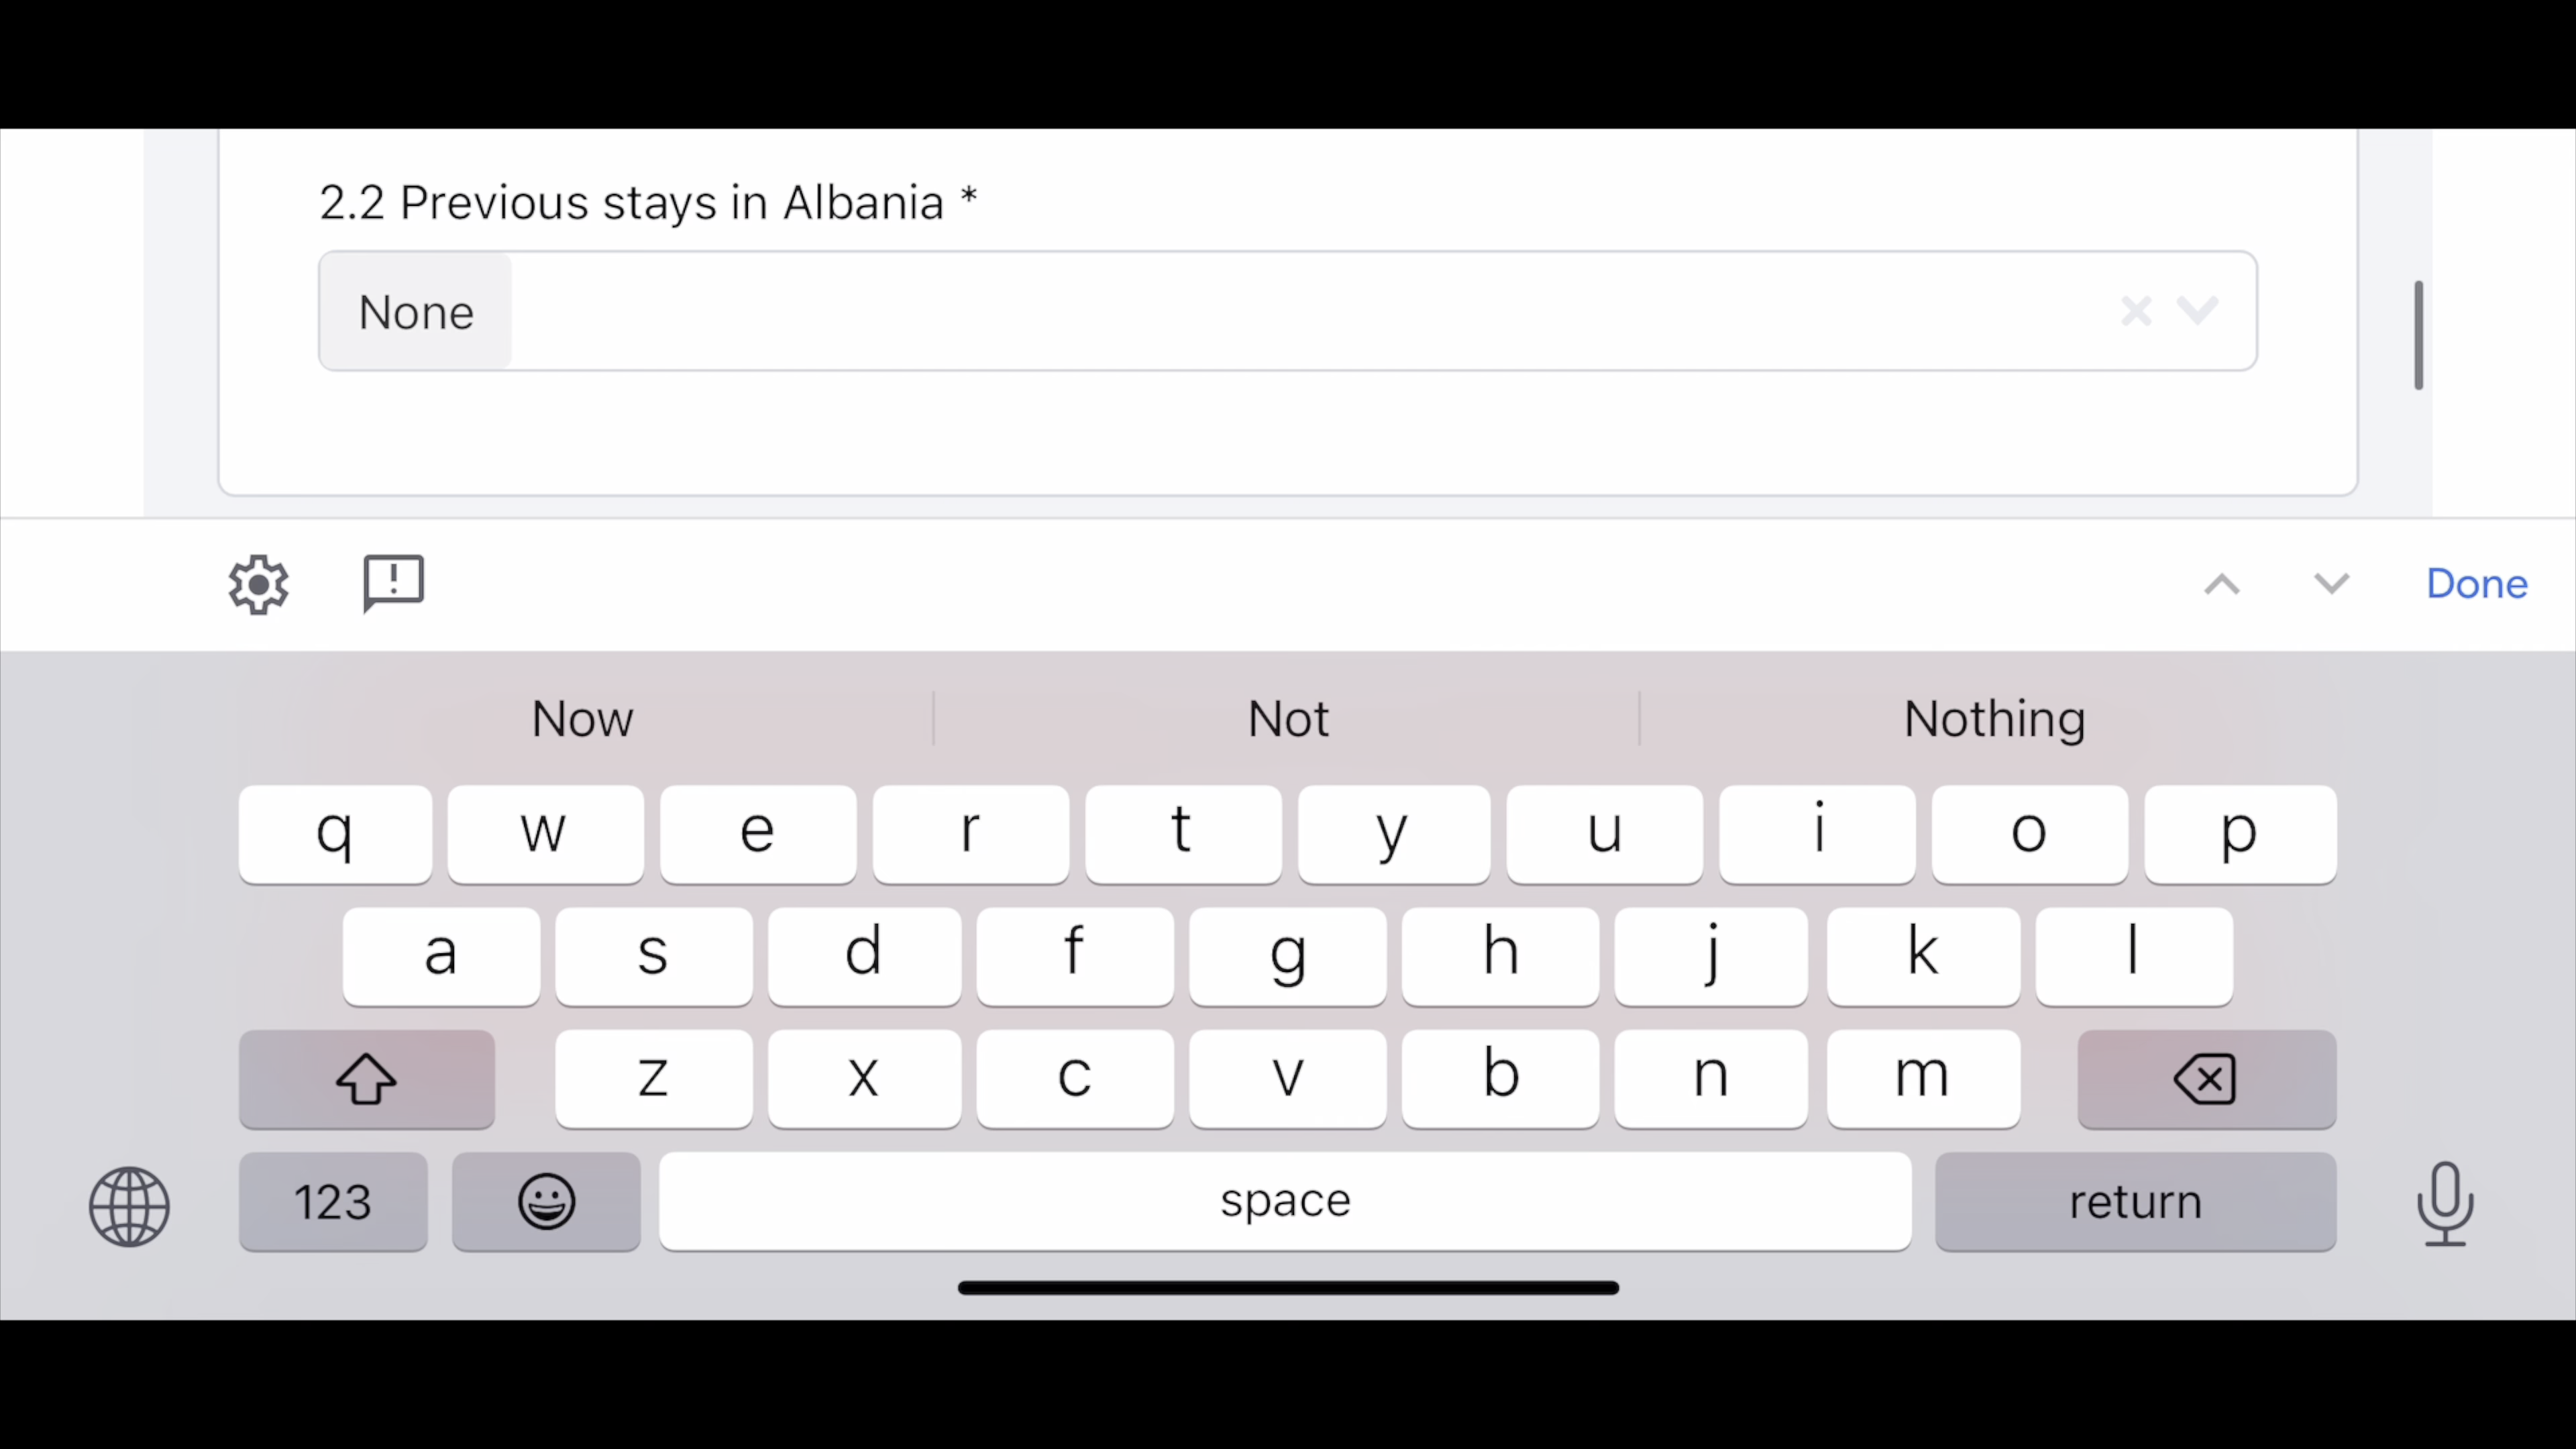 2.2 Previous stays in Albania *
None
Done
Now Not Nothing
q w e r t y u i o p
a s d f g h j k l
z x c v b n m
123 space return